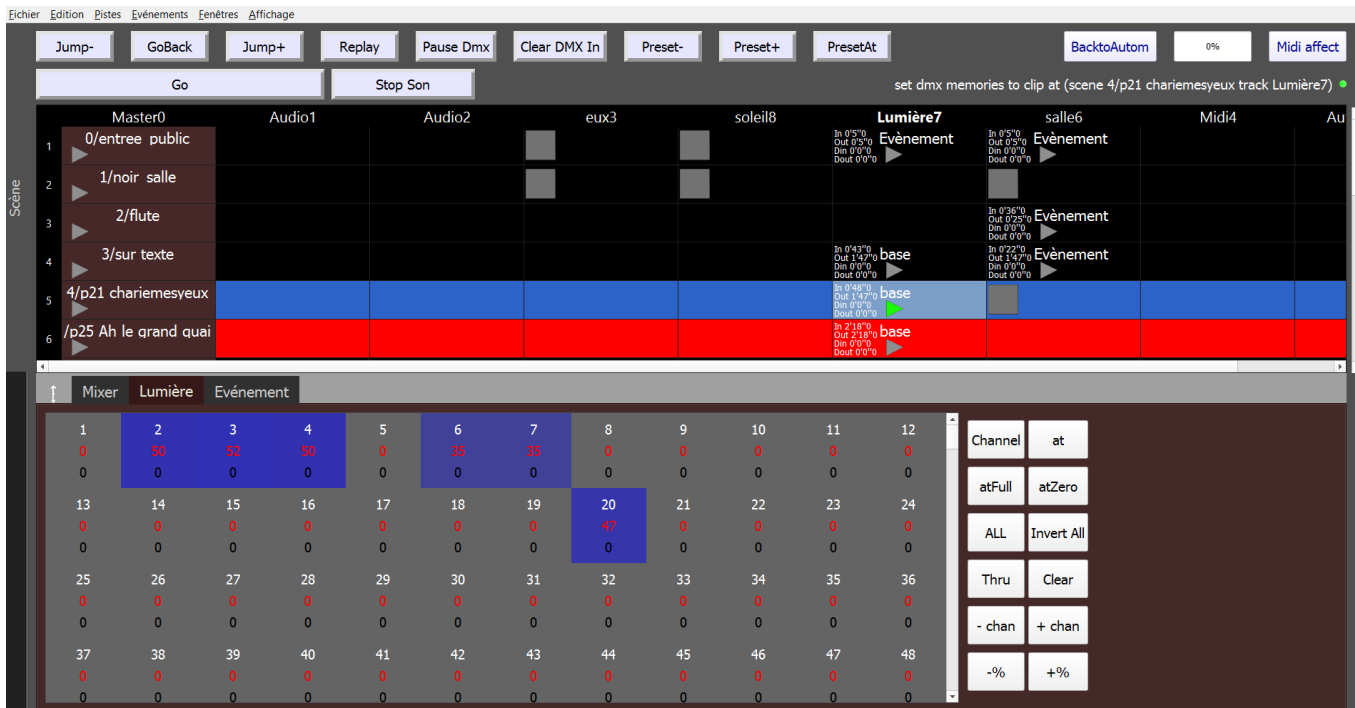 Fichier Edition Pistes Evénements Fenêtres Affichage
Jump- GoBack Jump+ Replay Pause Dmx Clear DMX In Preset- Preset+ PresetAt BacktoAutom 0% Midi affect
Go Stop Son set dmx memories to clip at (scene 4/p21 chariemesyeux track Lumière7)
Scène
Master0 Audio1 Audio2 eux3 soleil8 Lumière7 salle6 Midi4 Au
1 0/entree public In 0'5"0 Out 0'5"0 Din 0'0"0 Dout 0'0"0 Evènement In 0'5"0 Out 0'5"0 Din 0'0"0 Dout 0'0"0 Evènement
2 1/noir salle
3 2/flute In 0'36"0 Out 0'25"0 Din 0'0"0 Dout 0'0"0 Evènement
4 3/sur texte In 0'43"0 Out 1'47"0 Din 0'0"0 Dout 0'0"0 base In 0'22"0 Out 1'47"0 Din 0'0"0 Dout 0'0"0 Evènement
5 4/p21 chariemesyeux In 0'48"0 Out 1'47"0 Din 0'0"0 Dout 0'0"0 base
6 /p25 Ah le grand quai In 2'18"0 Out 2'18"0 Din 0'0"0 Dout 0'0"0 base
Mixer Lumière Evénement
1 2 3 4 5 6 7 8 9 10 11 12
0 50 52 50 0 35 35 0 0 0 0 0
0 0 0 0 0 0 0 0 0 0 0 0
13 14 15 16 17 18 19 20 21 22 23 24
0 0 0 0 0 0 0 47 0 0 0 0
0 0 0 0 0 0 0 0 0 0 0 0
25 26 27 28 29 30 31 32 33 34 35 36
0 0 0 0 0 0 0 0 0 0 0 0
0 0 0 0 0 0 0 0 0 0 0 0
37 38 39 40 41 42 43 44 45 46 47 48
0 0 0 0 0 0 0 0 0 0 0 0
0 0 0 0 0 0 0 0 0 0 0 0
Channel at
atFull atZero
ALL Invert All
Thru Clear
- chan + chan
-% +%